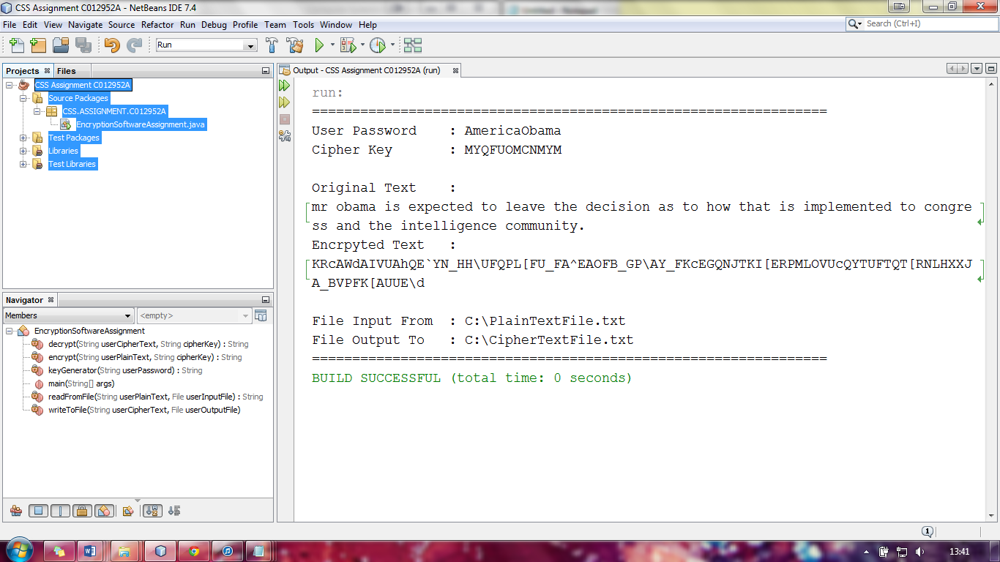 CSS Assignment C012952A - NetBeans IDE 7.4
File Edit View Navigate Source Refactor Run Debug Profile Team Tools Window Help
Search (Ctrl+I)
Run
Projects Files
CSS Assignment C012952A
Source Packages
CSS.ASSIGNMENT.C012952A
EncryptionSoftwareAssignment.java
Test Packages
Libraries
Test Libraries
Navigator
Members <empty>
EncryptionSoftwareAssignment
decrypt(String userCipherText, String cipherKey) : String
encrypt(String userPlainText, String cipherKey) : String
keyGenerator(String userPassword) : String
main(String[] args)
readFromFile(String userPlainText, File userInputFile) : String
writeToFile(String userCipherText, File userOutputFile)
Output - CSS Assignment C012952A (run)
run:
================================================================
User Password : AmericaObama
Cipher Key : MYQFUOMCNMYM
Original Text :
mr obama is expected to leave the decision as to how that is implemented to congre
ss and the intelligence community.
Encrpyted Text :
KRcAWdAIVUAhQE`YN_HH\UFQPL[FU_FA^EAOFB_GP\AY_FKcEGQNJTKI[ERPMLOVUcQYTUFTQT[RNLHXXJ
A_BVPFK[AUUE\d
File Input From : C:\PlainTextFile.txt
File Output To : C:\CipherTextFile.txt
================================================================
BUILD SUCCESSFUL (total time: 0 seconds)
1
13:41